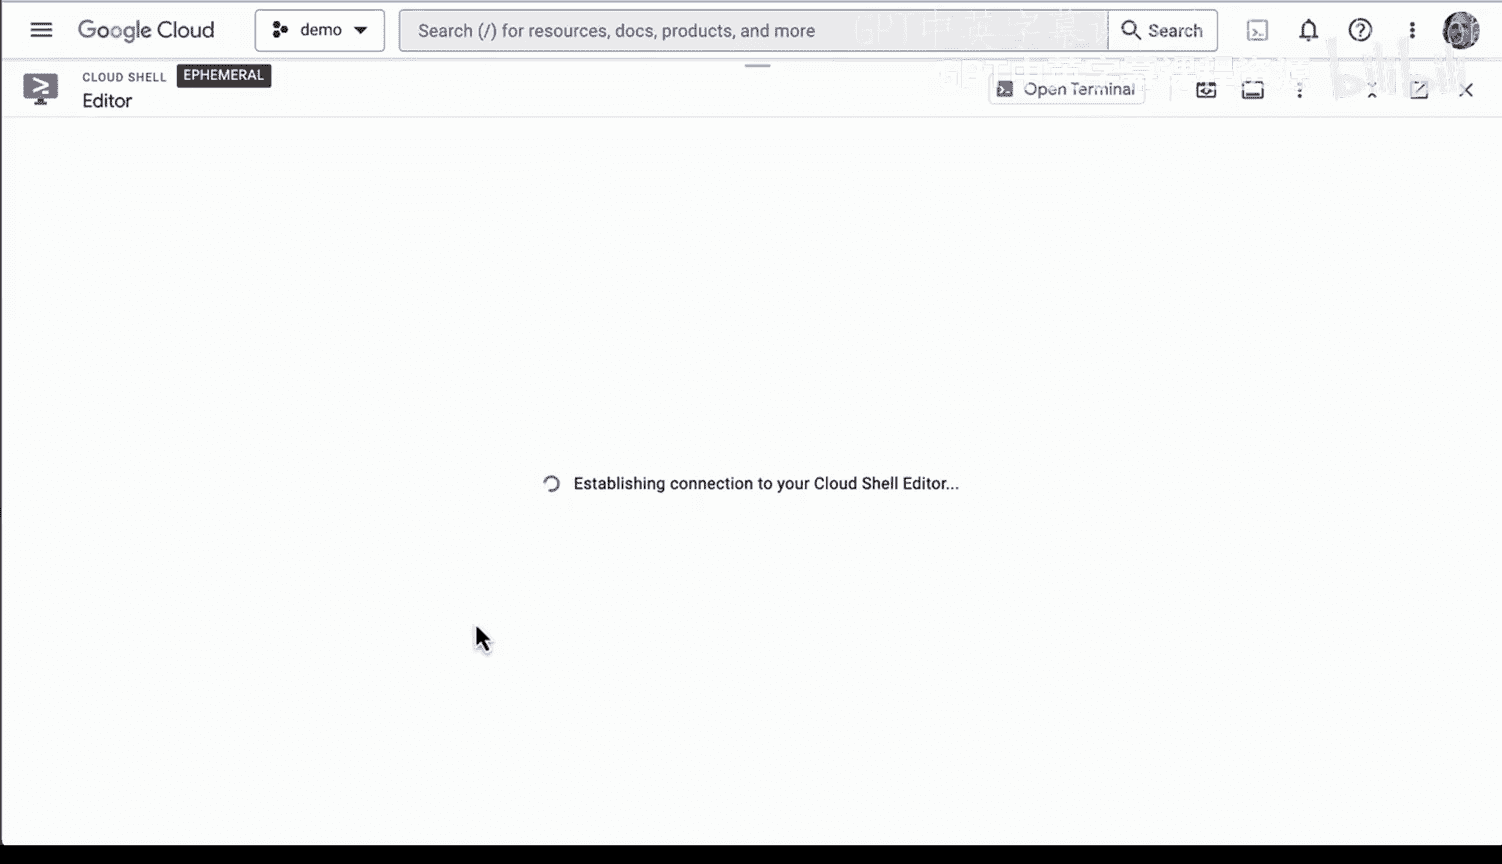 Google Cloud
demo
Search (/) for resources, docs, products, and more
Search
CLOUD SHELL
EPHEMERAL
Editor
Open Terminal
bilibili
Establishing connection to your Cloud Shell Editor...